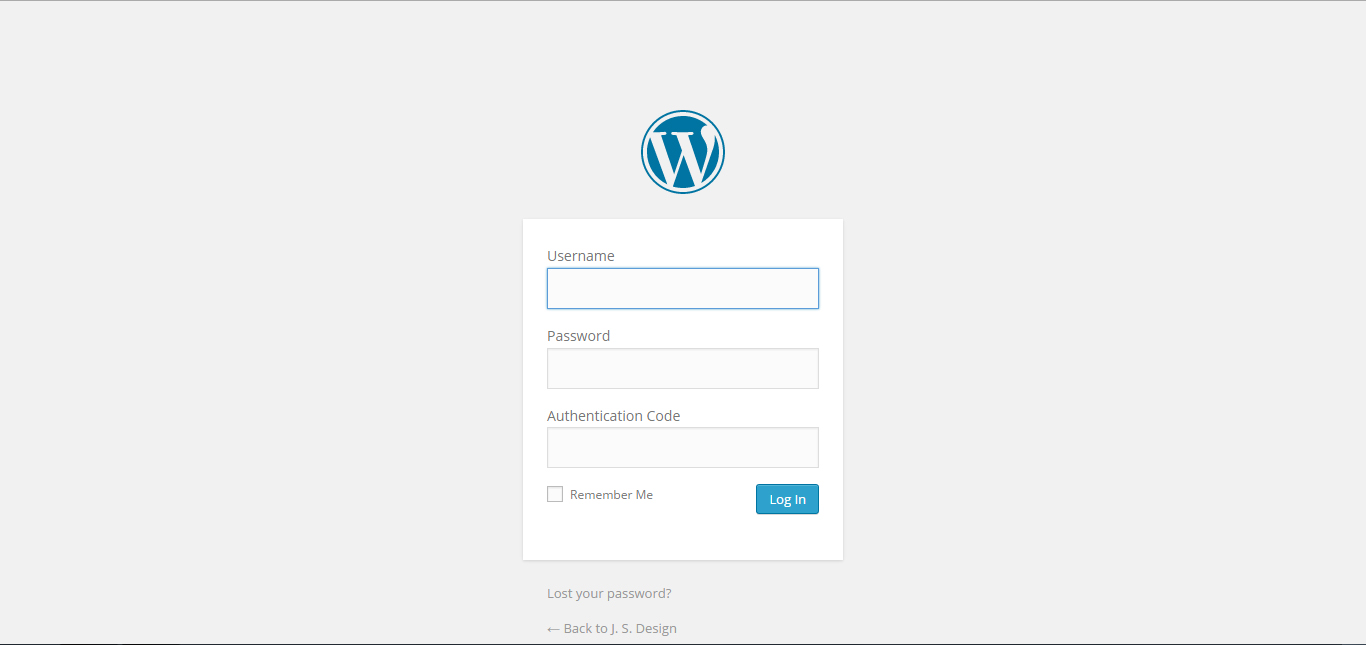 Username
Password
Authentication Code
Remember Me
Log In
Lost your password?
← Back to J. S. Design